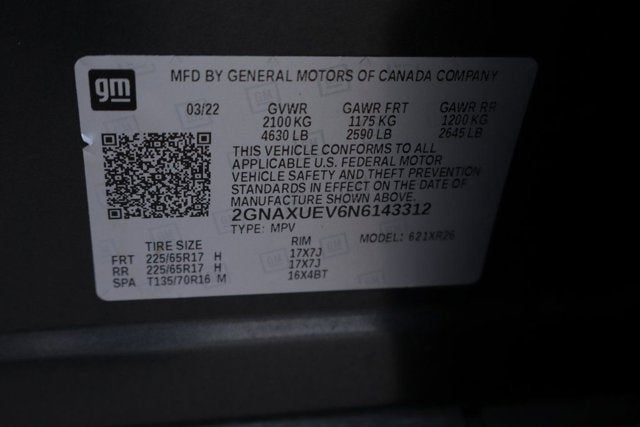 gm
MFD BY GENERAL MOTORS OF CANADA COMPANY
03/22 GVWR GAWR FRT GAWR RR
2100 KG 1175 KG 1200 KG
4630 LB 2590 LB 2645 LB
THIS VEHICLE CONFORMS TO ALL
APPLICABLE U.S. FEDERAL MOTOR
VEHICLE SAFETY AND THEFT PREVENTION
STANDARDS IN EFFECT ON THE DATE OF
MANUFACTURE SHOWN ABOVE.
2GNAXUEV6N6143312
TYPE: MPV MODEL: 621XR26
TIRE SIZE RIM
FRT 225/65R17 H 17X7J
RR 225/65R17 H 17X7J
SPA T135/70R16 M 16X4BT